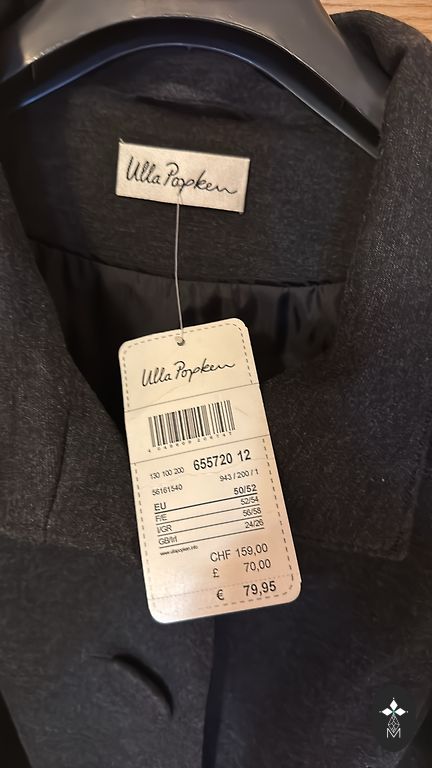 Ulla Popken
Ulla Popken
130 100 200 655720 12
56161540 943 / 200 / 1
EU 50/52
F/E 52/54
I/GR 56/58
GB/Irl 24/26
www.ullapopken.info
CHF 159,00
£ 70,00
€ 79,95
M